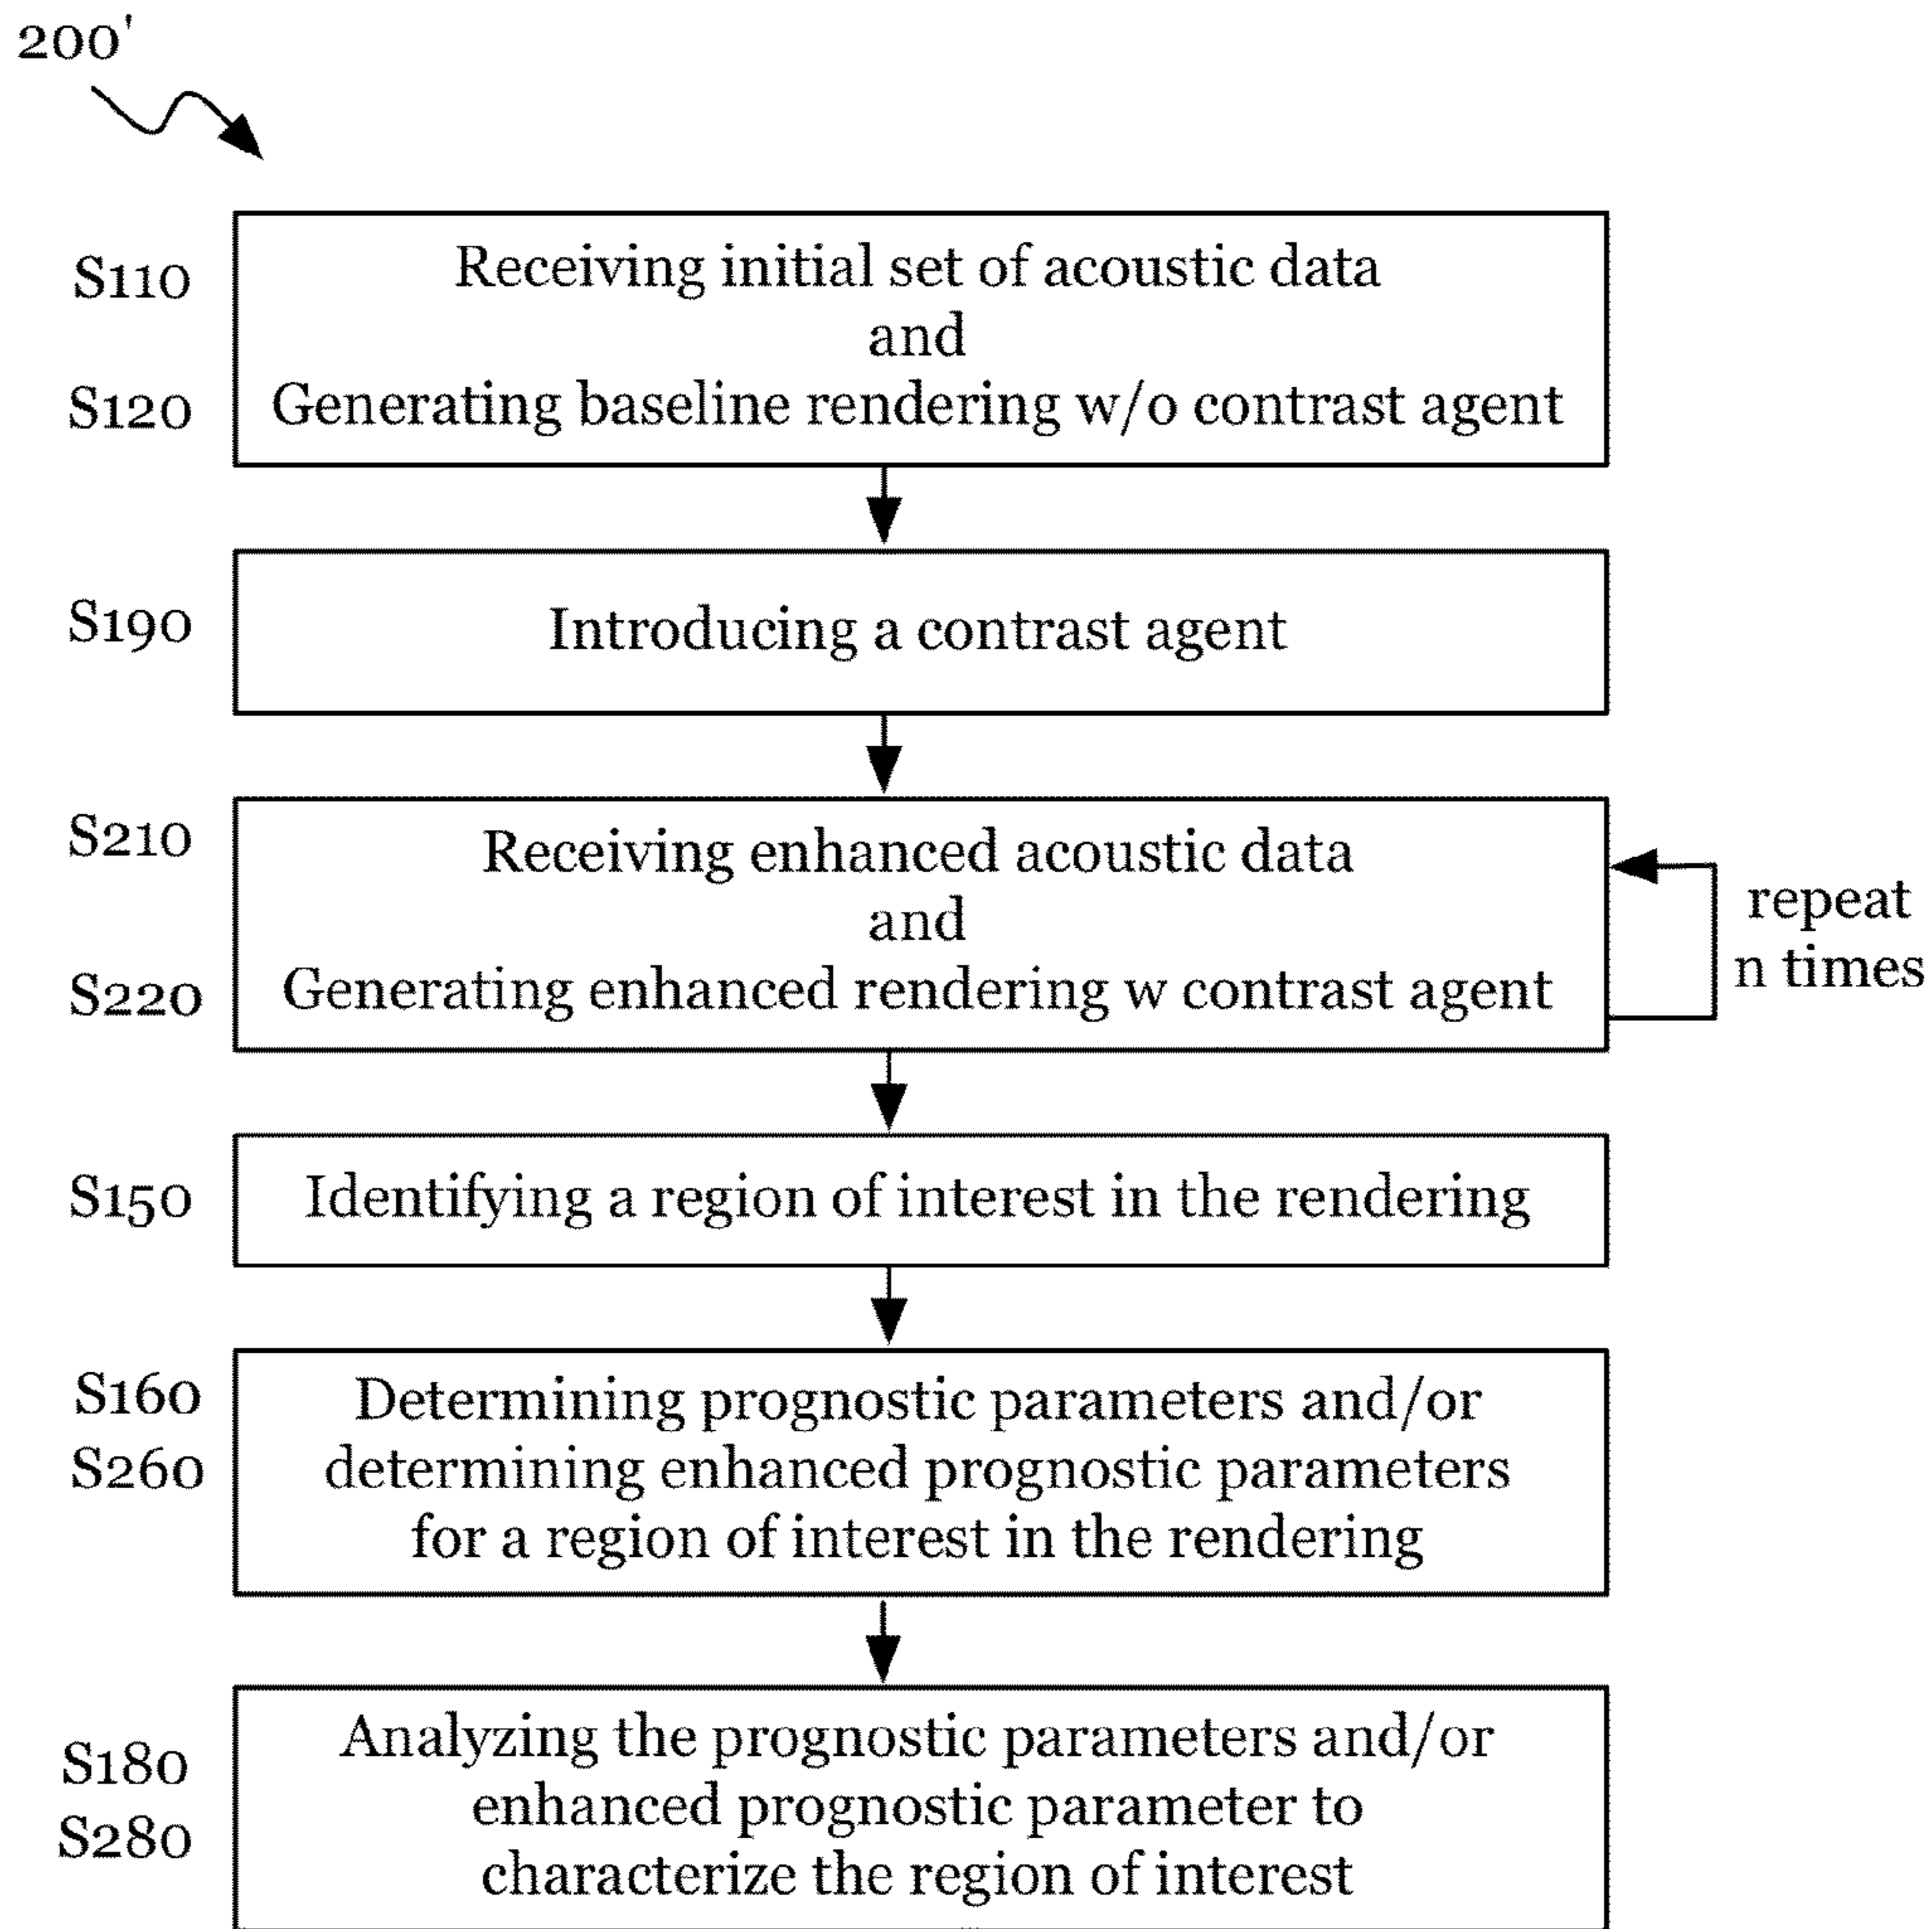 200'
S110
Receiving initial set of acoustic data
and
S120
Generating baseline rendering w/o contrast agent
S190
Introducing a contrast agent
S210
Receiving enhanced acoustic data
and
S220
Generating enhanced rendering w contrast agent
repeat
n times
S150
Identifying a region of interest in the rendering
S160
S260
Determining prognostic parameters and/or
determining enhanced prognostic parameters
for a region of interest in the rendering
S180
S280
Analyzing the prognostic parameters and/or
enhanced prognostic parameter to
characterize the region of interest